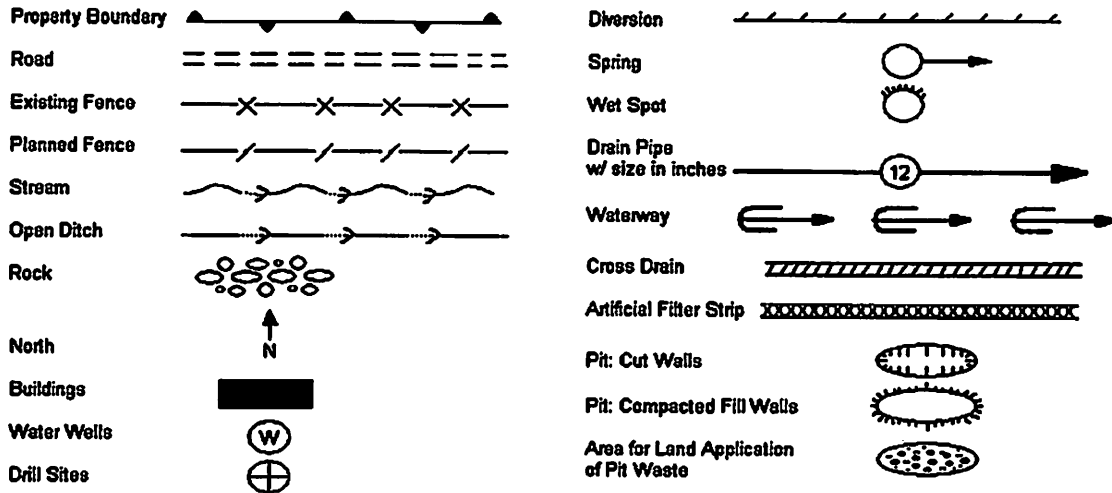 Property Boundary
Road
Existing Fence
Planned Fence
Stream
Open Ditch
Rock
North
N
Buildings
Water Wells
W
Drill Sites
Diversion
Spring
Wet Spot
Drain Pipe
w/ size in inches
12
Waterway
Cross Drain
Artificial Filter Strip
Pit: Cut Walls
Pit: Compacted Fill Walls
Area for Land Application
of Pit Waste